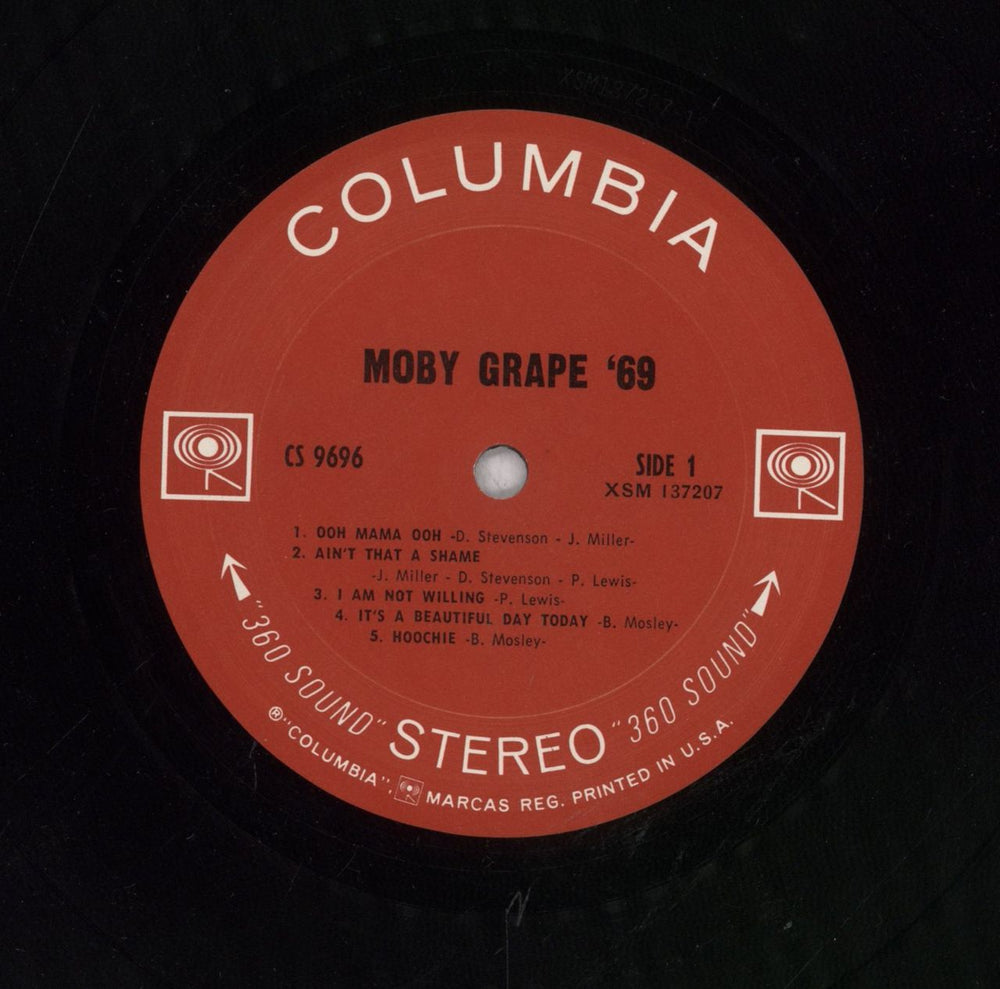 XSM137207
COLUMBIA
MOBY GRAPE ‘69
CS 9696
SIDE 1
XSM 137207
1. OOH MAMA OOH -D. Stevenson - J. Miller-
2. AIN'T THAT A SHAME
-J. Miller - D. Stevenson - P. Lewis-
3. I AM NOT WILLING -P. Lewis-
4. IT'S A BEAUTIFUL DAY TODAY -B. Mosley-
5. HOOCHIE -B. Mosley-
"360 SOUND" STEREO "360 SOUND"
®"COLUMBIA", MARCAS REG. PRINTED IN U.S.A.